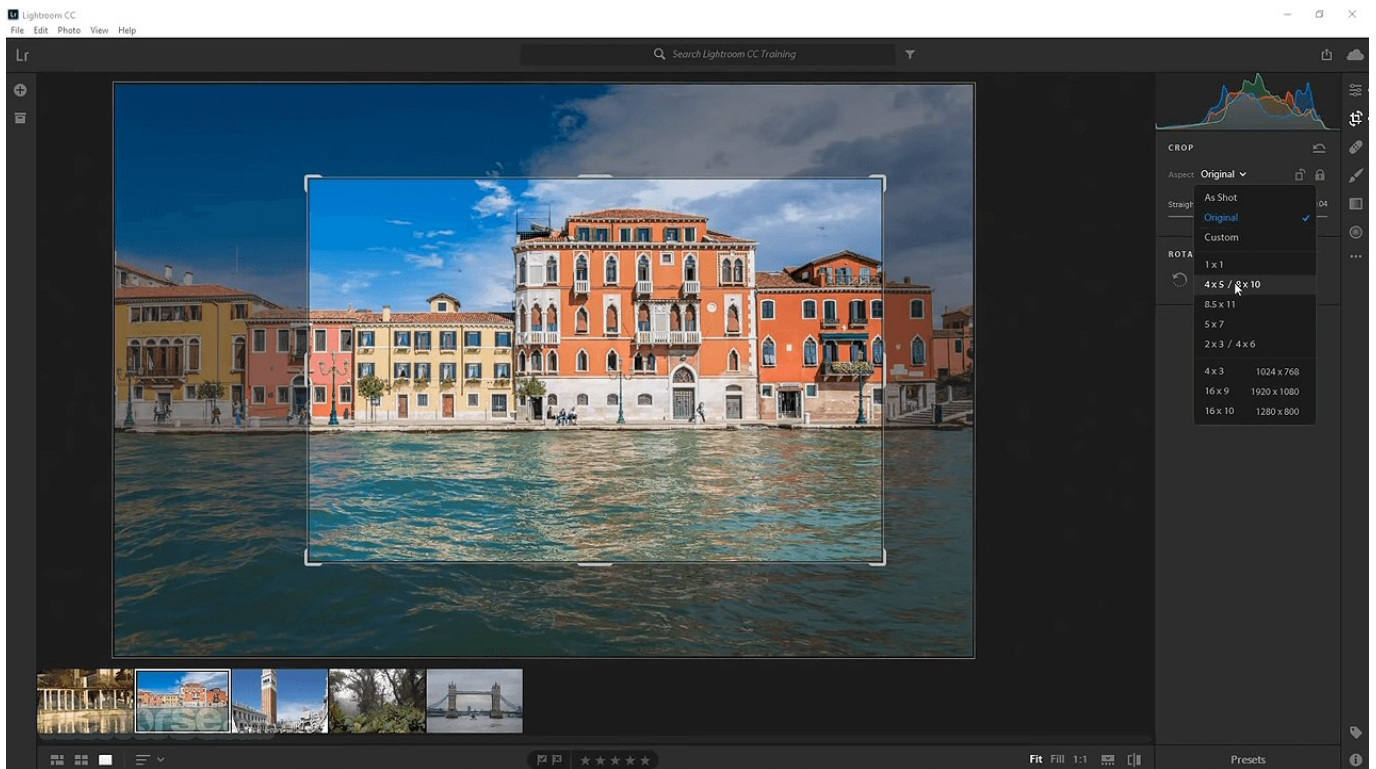 Lr Lightroom CC
File Edit Photo View Help
Lr
Search Lightroom CC Training
CROP
Aspect Original
As Shot
Straigh .04
Original
Custom
ROTA
1 x 1
4 x 5 / 8 x 10
8.5 x 11
5 x 7
2 x 3 / 4 x 6
4 x 3 1024 x 768
16 x 9 1920 x 1080
16 x 10 1280 x 800
Fit Fill 1:1
Presets